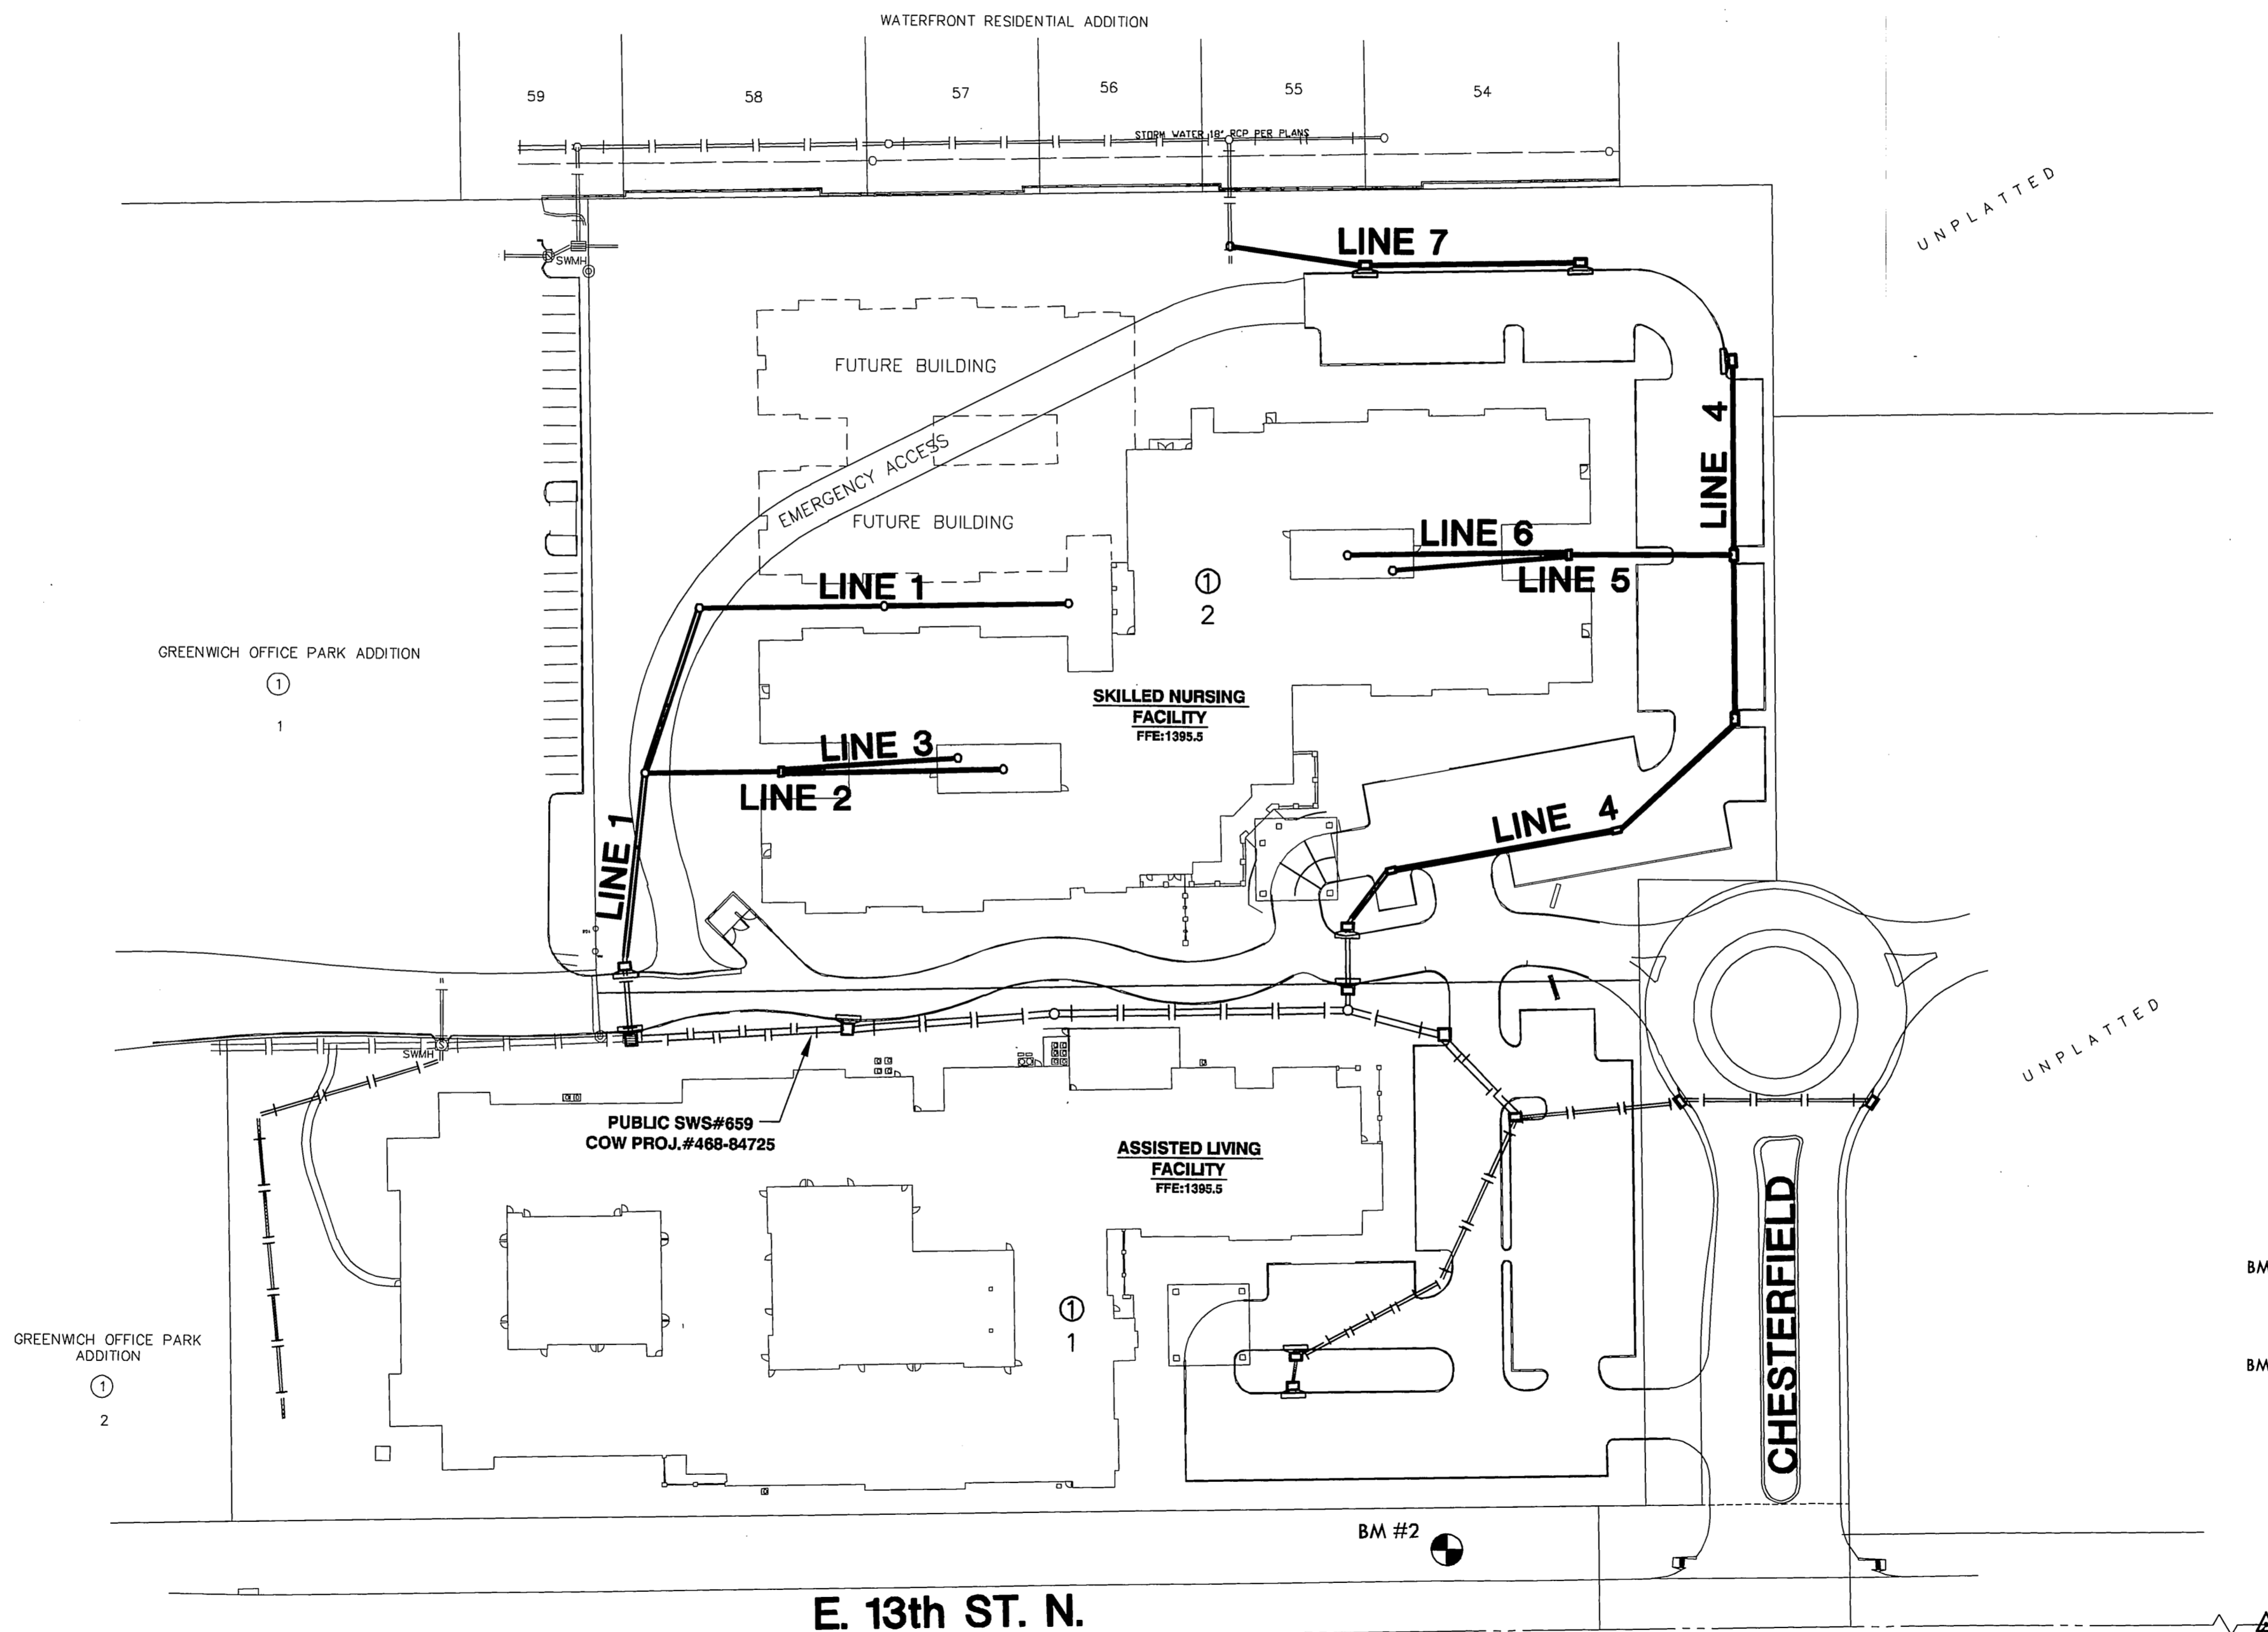 WATERFRONT RESIDENTIAL ADDITION
59
58
57
56
55
54
STORM WATER 18" RCP PER PLANS
UNPLATTED
SWMH
LINE 7
FUTURE BUILDING
LINE 4
EMERGENCY ACCESS
FUTURE BUILDING
LINE 6
LINE 5
LINE 1
1
2
GREENWICH OFFICE PARK ADDITION
1
1
SKILLED NURSING
FACILITY
FFE:1395.5
LINE 3
LINE 2
LINE 4
LINE 1
UNPLATTED
S
SWMH
PUBLIC SWS#659
COW PROJ.#468-84725
ASSISTED LIVING
FACILITY
FFE:1395.5
CHESTERFIELD
BM
1
1
GREENWICH OFFICE PARK
ADDITION
1
2
BM
BM #2
E. 13th ST. N.